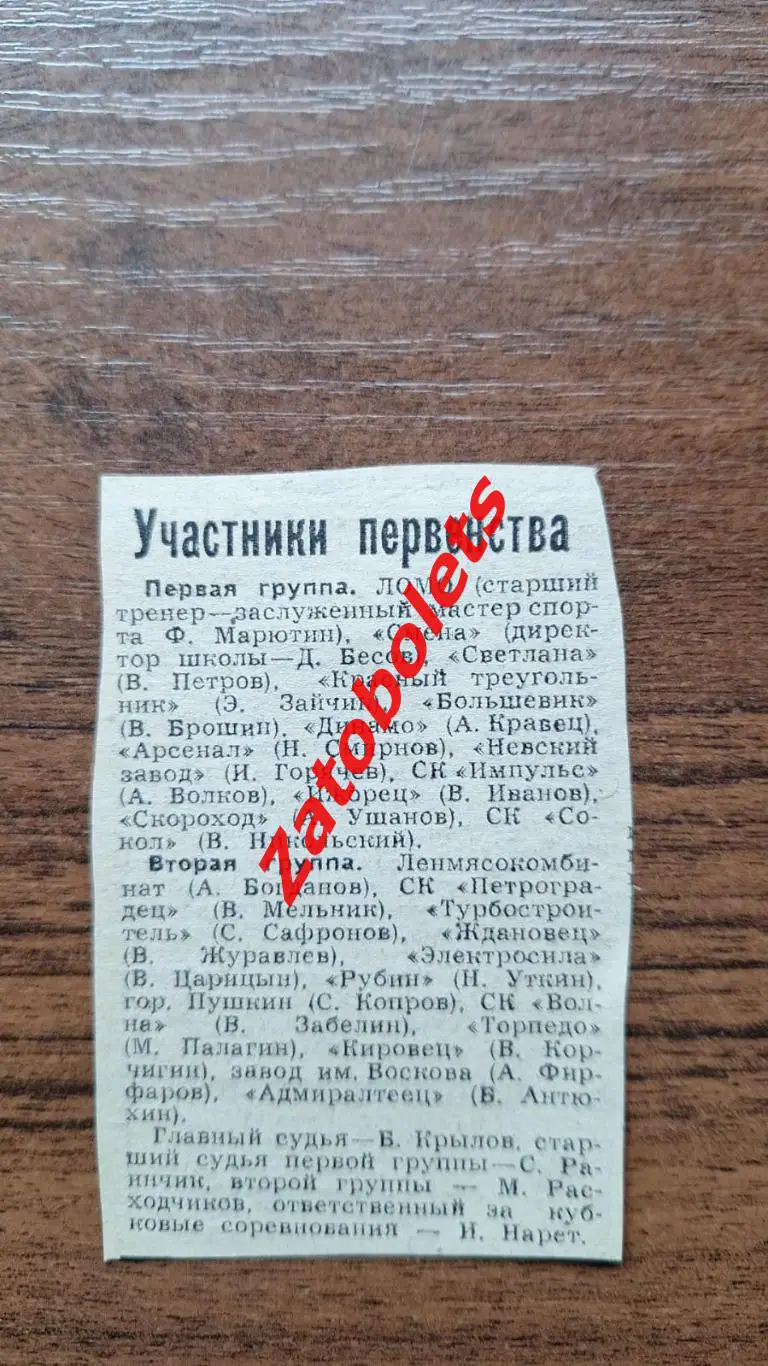 Участники первенства
Первая группа. ЛОМО (старший
тренер—заслуженный мастер спор-
та Ф. Марютин), «Смена» (дирек-
тор школы—Д. Бесов), «Светлана»
(В. Петров), «Красный треуголь-
ник» (Э. Зайчик), «Большевик»
(В. Брошин), «Динамо» (А. Кравец),
«Арсенал» (Н. Смирнов), «Невский
завод» (И. Горячев), СК «Импульс»
(А. Волков), «Ижорец» (В. Иванов),
«Скороход» Ушанов), СК «Со-
кол» (В. Никольский).
Вторая группа. Ленмясокомби-
нат (А. Богданов), СК «Петрогра-
дец» (В. Мельник), «Турбострои-
тель» (С. Сафронов), «Ждановец»
(В. Журавлев), «Электросила»
(В. Царицын), «Рубин» (Н. Уткин),
гор. Пушкин (С. Копров), СК «Вол-
на» (В. Забелин), «Торпедо»
(М. Палагин), «Кировец» (В. Кор-
чигин), завод им. Воскова (А. Фир-
фаров), «Адмиралтеец» (Б. Антю-
хин).
Главный судья—Б. Крылов, стар-
ший судья первой группы—С. Ра-
инчик, второй группы — М. Рас-
ходчиков, ответственный за куб-
ковые соревнования — И. Нарет.
Zatobolets